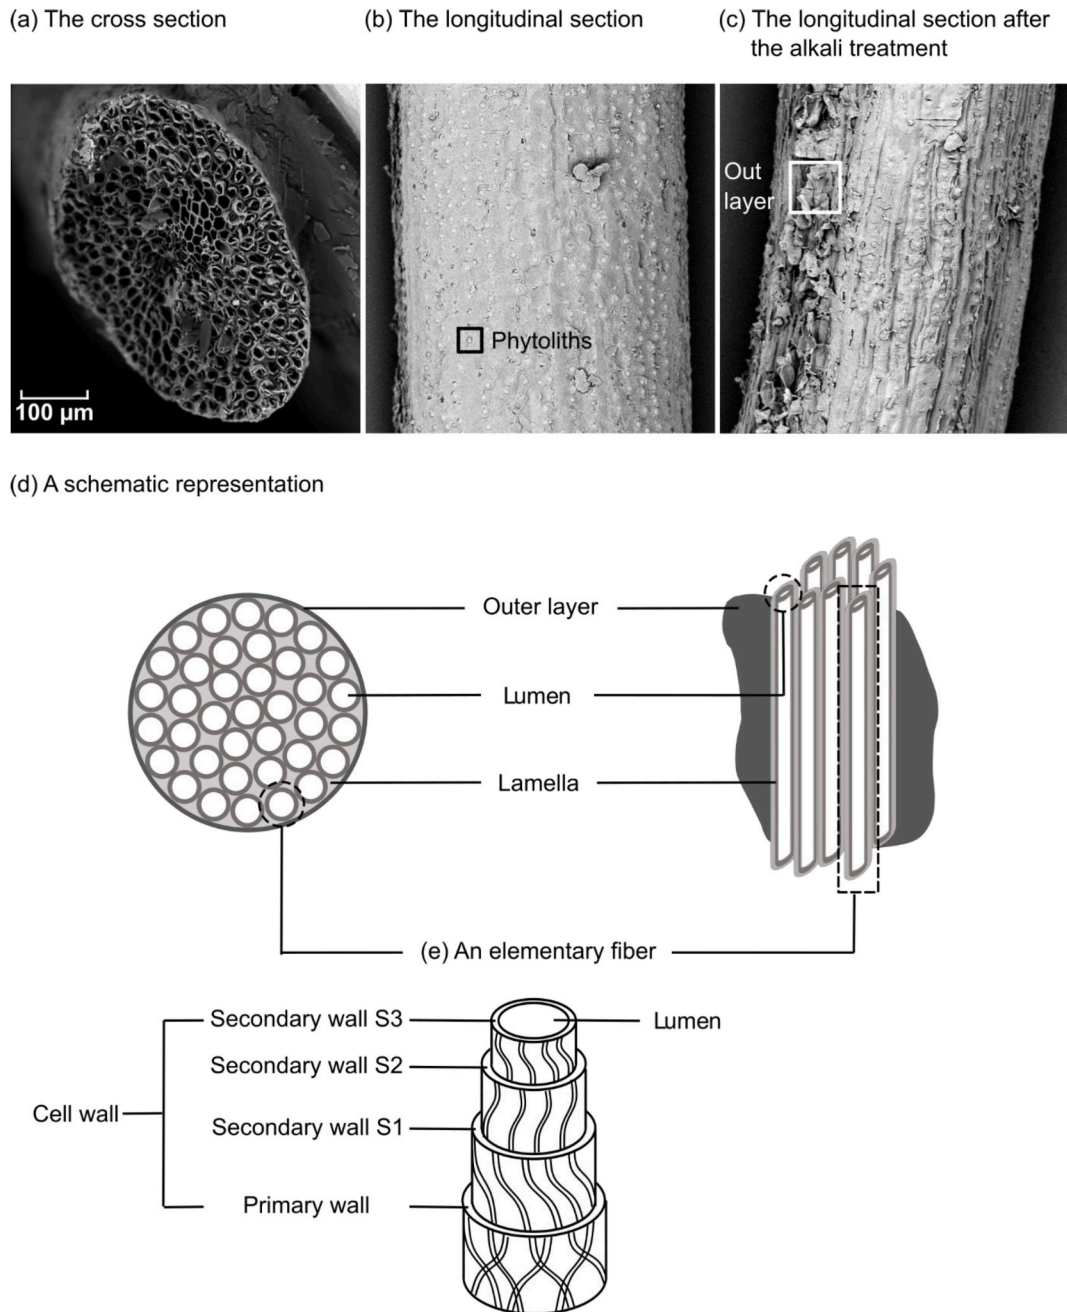 (a) The cross section
(b) The longitudinal section
(c) The longitudinal section after
the alkali treatment
Out
layer
Phytoliths
100 µm
(d) A schematic representation
Outer layer
Lumen
Lamella
(e) An elementary fiber
Secondary wall S3
Lumen
Secondary wall S2
Cell wall
Secondary wall S1
Primary wall